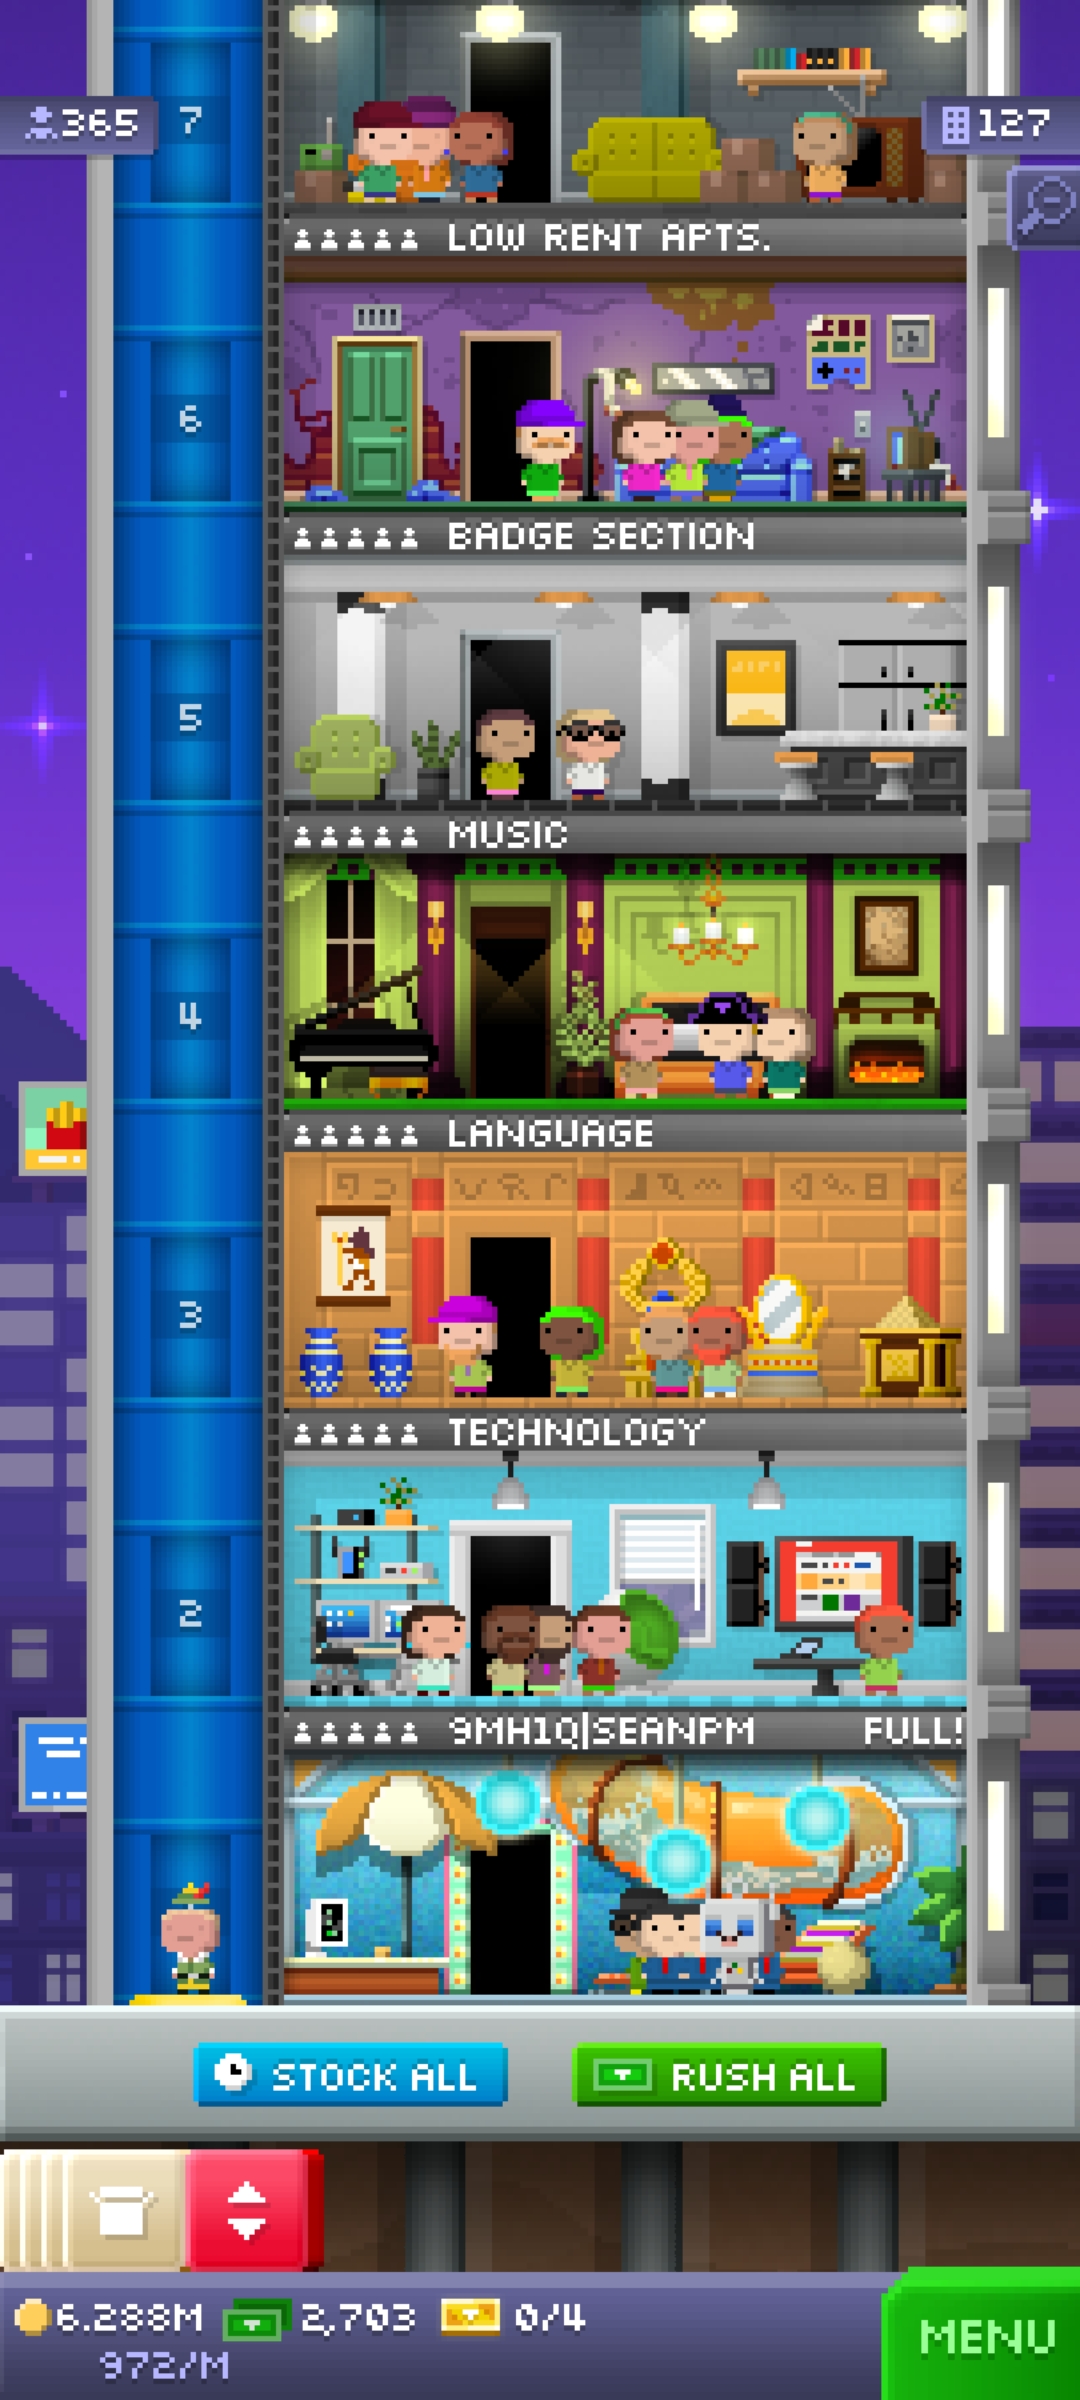 7
365
127
LOW RENT APTS.
6
BADGE SECTION
5
MUSIC
4
LANGUAGE
3
TECHNOLOGY
2
9MH1Q|SEANPM FULL!
STOCK ALL
RUSH ALL
6.288M 2,703 0/4
972/M
MENU